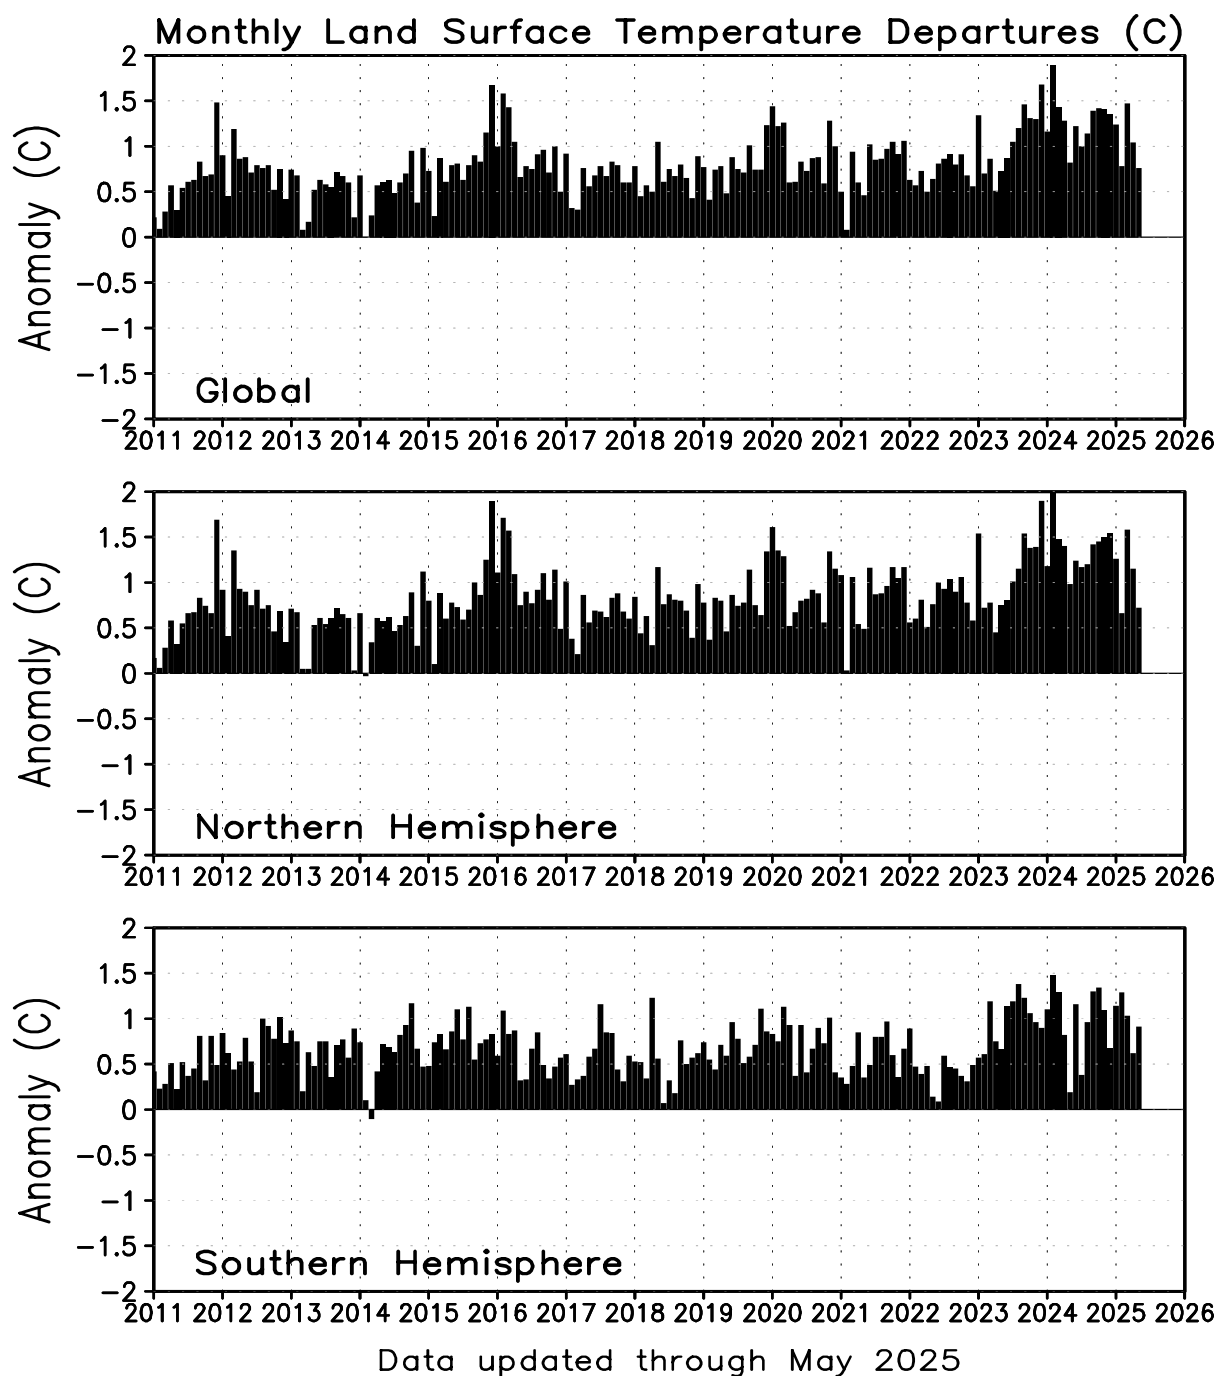 Monthly Land Surface Temperature Departures (C)
2
1.5
1
0.5
0
−0.5
−1
−1.5
−2
Anomaly (C)
Global
2011 2012 2013 2014 2015 2016 2017 2018 2019 2020 2021 2022 2023 2024 2025 2026
2
1.5
1
0.5
0
−0.5
−1
−1.5
−2
Anomaly (C)
Northern Hemisphere
2011 2012 2013 2014 2015 2016 2017 2018 2019 2020 2021 2022 2023 2024 2025 2026
2
1.5
1
0.5
0
−0.5
−1
−1.5
−2
Anomaly (C)
Southern Hemisphere
2011 2012 2013 2014 2015 2016 2017 2018 2019 2020 2021 2022 2023 2024 2025 2026
Data updated through May 2025